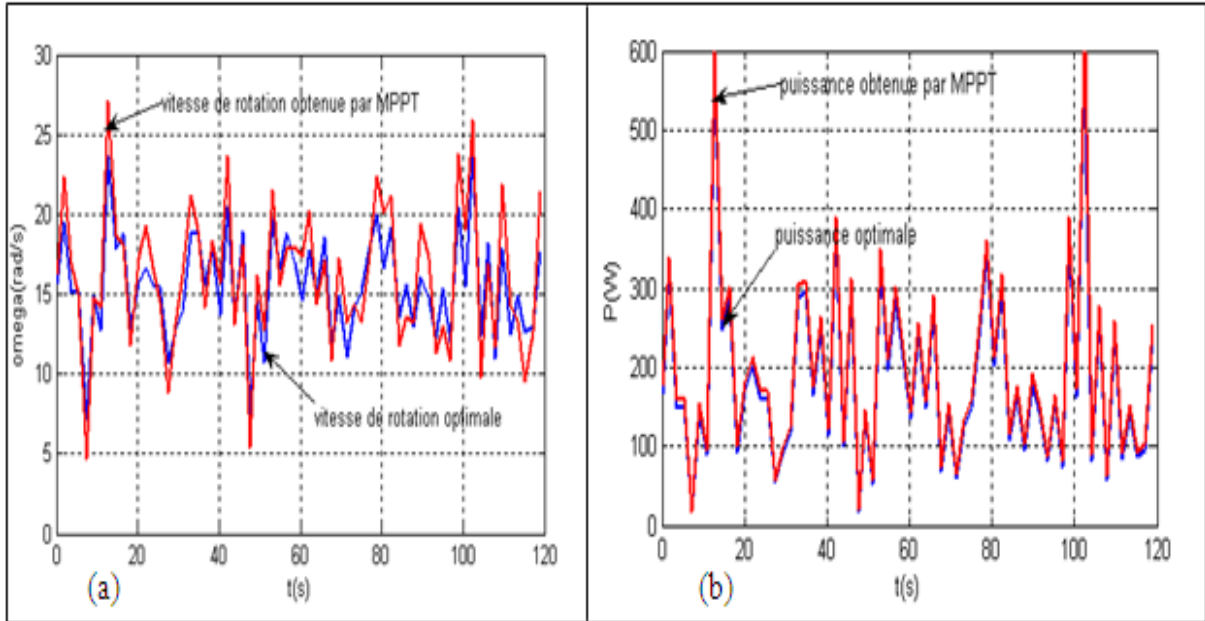 30
25
20
15
10
5
0
omega(rad/s)
vitesse de rotation obtenue par MPPT
vitesse de rotation optimale
0 20 40 60 80 100 120
t(s)
(a)
600
500
400
300
200
100
0
P(W)
puissance obtenue par MPPT
puissance optimale
0 20 40 60 80 100 120
t(s)
(b)